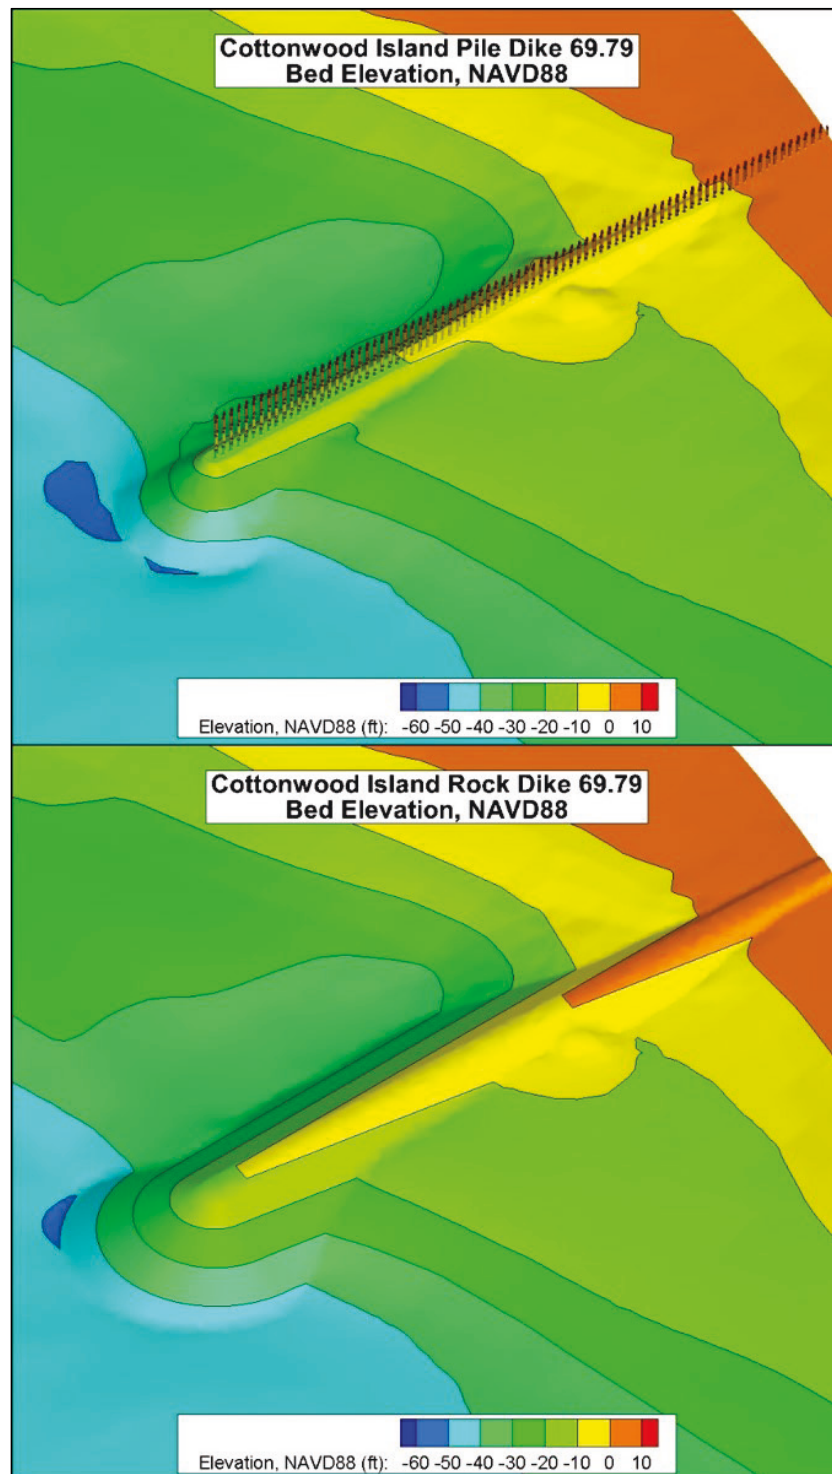 Cottonwood Island Pile Dike 69.79
Bed Elevation, NAVD88
Elevation, NAVD88 (ft): -60 -50 -40 -30 -20 -10 0 10
Cottonwood Island Rock Dike 69.79
Bed Elevation, NAVD88
Elevation, NAVD88 (ft): -60 -50 -40 -30 -20 -10 0 10